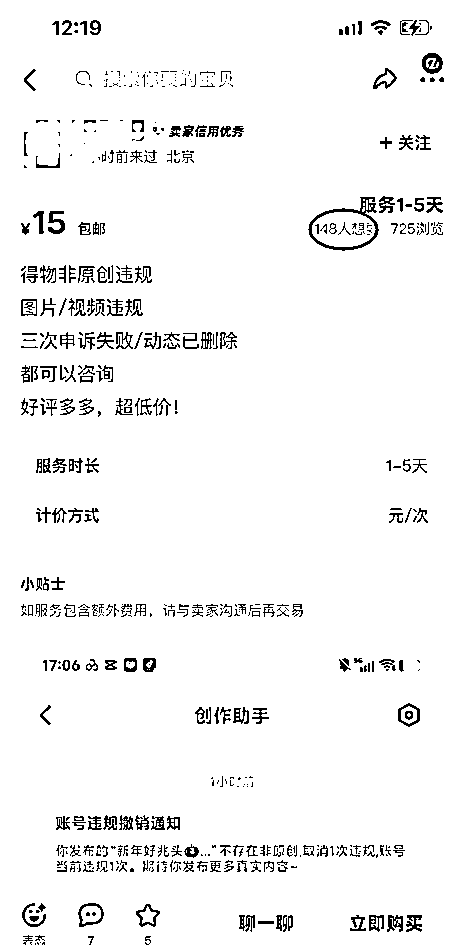 12:19
搜索你要的宝贝
卖家信用优秀
小时前来过 北京
+ 关注
服务1-5天
¥15 包邮
148人想要 725浏览
得物非原创违规
图片/视频违规
三次申诉失败/动态已删除
都可以咨询
好评多多，超低价！
服务时长 1-5天
计价方式 元/次
小贴士
如服务包含额外费用，请与卖家沟通后再交易
17:06
创作助手
1小时前
账号违规撤销通知
你发布的“新年好兆头...”不存在非原创,取消1次违规,账号
当前违规1次。期待你发布更多真实内容~
表态 7 5 聊一聊 立即购买